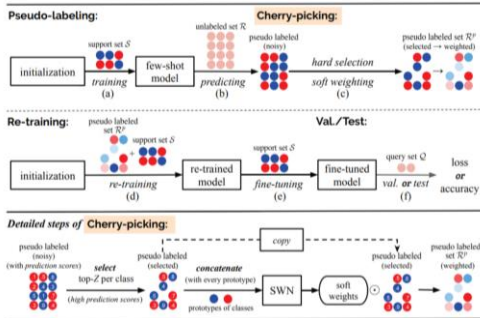 Pseudo-labeling:
Cherry-picking:
unlabeled set R
support set S
pseudo labeled
(noisy)
pseudo labeled set R^p
(selected → weighted)
initialization
few-shot
model
hard selection
soft weighting
training
predicting
(a)
(b)
(c)
Re-training:
Val./Test:
pseudo labeled
set R^p
+
support set S
support set S
query set Q
initialization
re-trained
model
fine-tuned
model
loss
or
accuracy
re-training
fine-tuning
val. or test
(d)
(e)
(f)
Detailed steps of Cherry-picking:
copy
pseudo labeled
(noisy)
(with prediction scores)
select
top-Z per class
(high prediction scores)
pseudo labeled
(selected)
concatenate
(with every prototype)
prototypes of classes
SWN
soft
weights
pseudo labeled
(selected)
pseudo labeled
set R^p
(weighted)